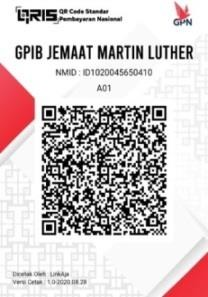 QRIS QR Code Standar
Pembayaran Nasional
GPN
GPIB JEMAAT MARTIN LUTHER
NMID : ID1020045650410
A01
Dicetak Oleh : LinkAja
Versi Cetak : 1.0-2020.08.28